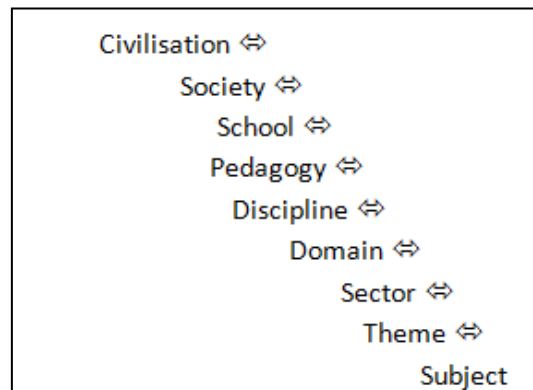 Civilisation ⬄
Society ⬄
School ⬄
Pedagogy ⬄
Discipline ⬄
Domain ⬄
Sector ⬄
Theme ⬄
Subject